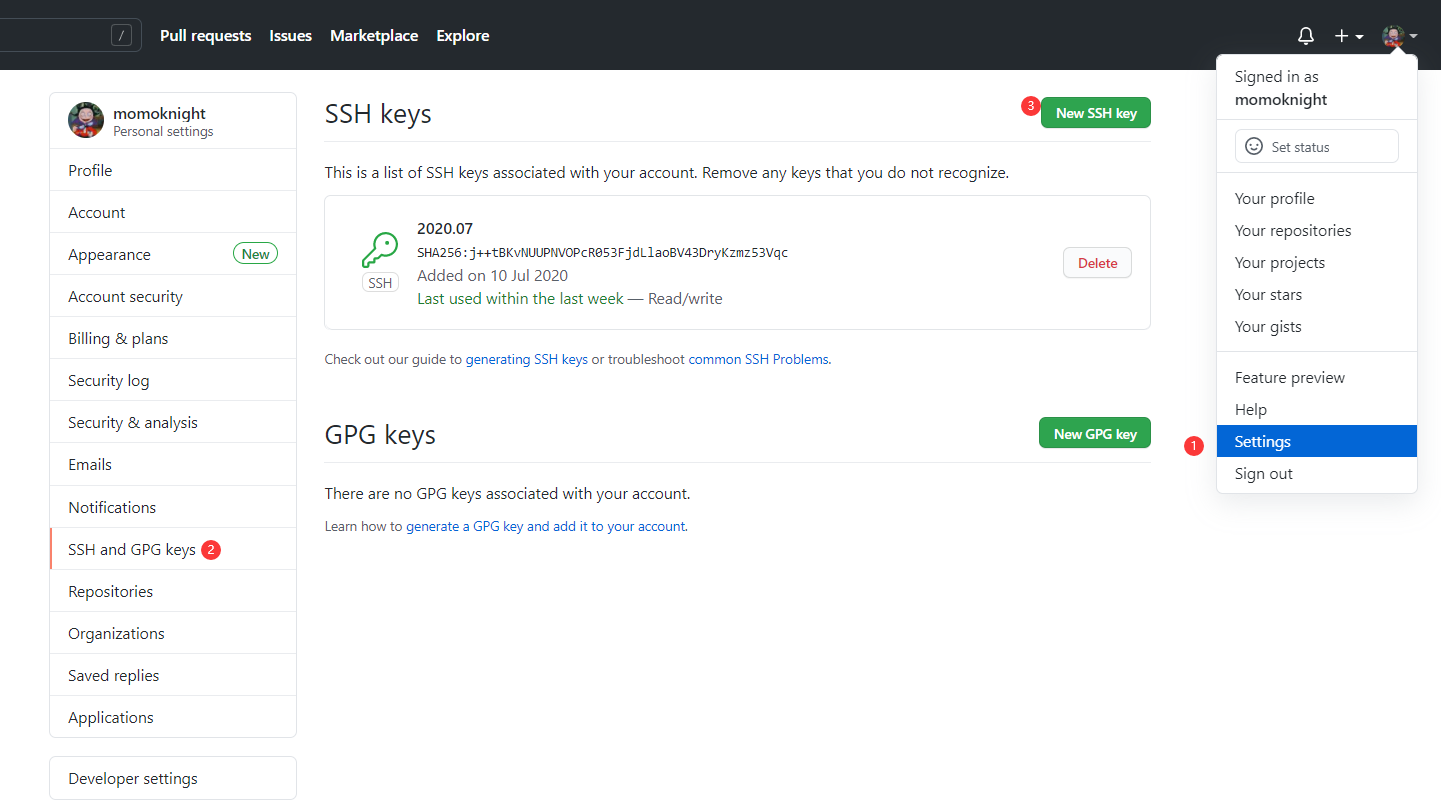 /
Pull requests
Issues
Marketplace
Explore
Signed in as
momoknight
Set status
Your profile
Your repositories
Your projects
Your stars
Your gists
Feature preview
Help
1
Settings
Sign out
momoknight
Personal settings
Profile
Account
Appearance
New
Account security
Billing & plans
Security log
Security & analysis
Emails
Notifications
SSH and GPG keys
2
Repositories
Organizations
Saved replies
Applications
Developer settings
SSH keys
3
New SSH key
This is a list of SSH keys associated with your account. Remove any keys that you do not recognize.
SSH
2020.07
SHA256:j++tBKvNUUPNVOPcR053FjdLlaoBV43DryKzmz53Vqc
Added on 10 Jul 2020
Last used within the last week — Read/write
Delete
Check out our guide to generating SSH keys or troubleshoot common SSH Problems.
GPG keys
New GPG key
There are no GPG keys associated with your account.
Learn how to generate a GPG key and add it to your account.